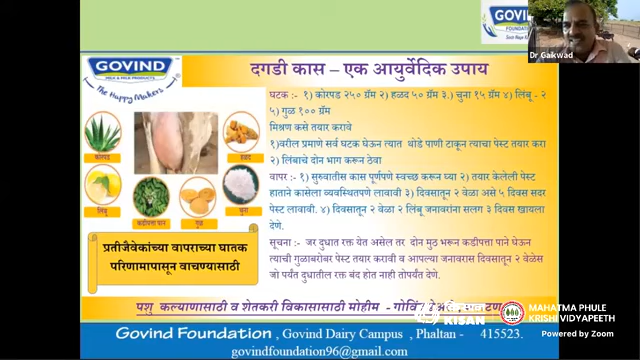 GOVIND
FOUNDATION
GOVIND
MILK & MILK PRODUCTS
The Happy Makers
Dr Gaikwad
दगडी कास – एक आयुर्वेदिक उपाय
घटक :- १) कोरपड २५० ग्रॅम २) हळद ५० ग्रॅम ३.) चुना १५ ग्रॅम ४) लिंबू - २
५) गुळ १०० ग्रॅम
मिश्रण कसे तयार करावे
१)वरील प्रमाणे सर्व घटक घेऊन त्यात थोडे पाणी टाकून त्याचा पेस्ट तयार करा
२) लिंबाचे दोन भाग करून ठेवा
वापर :- १) सुरुवातीस कास पूर्णपणे स्वच्छ करून घ्या २) तयार केलेली पेस्ट
हाताने कासेला व्यवस्थितपणे लावावी ३) दिवसातून २ वेळा असे ५ दिवस सदर
पेस्ट लावावी. ४) दिवसातून २ वेळा २ लिंबू जनावरांना सलग ३ दिवस खायला
देणे.
सूचना :- जर दुधात रक्त येत असेल तर दोन मुठ भरून कडीपत्ता पाने घेऊन
त्याची गुळाबरोबर पेस्ट तयार करावी व आपल्या जनावरास दिवसातून २ वेळेस
जो पर्यंत दुधातील रक्त बंद होत नाही तोपर्यंत देणे.
कोरपड
हळद
लिंबू
कडीपत्ता पान
गुळ
चुना
प्रतीजैवेकांच्या वापराच्या घातक
परिणामापासून वाचण्यासाठी
पशु कल्याणासाठी व शेतकरी विकासासाठी मोहीम - गोविंद
KISAN
MAHATMA PHULE
KRISHI VIDYAPEETH
Govind Foundation , Govind Dairy Campus , Phaltan - 415523.
Powered by Zoom
govindfoundation96@gmail.com